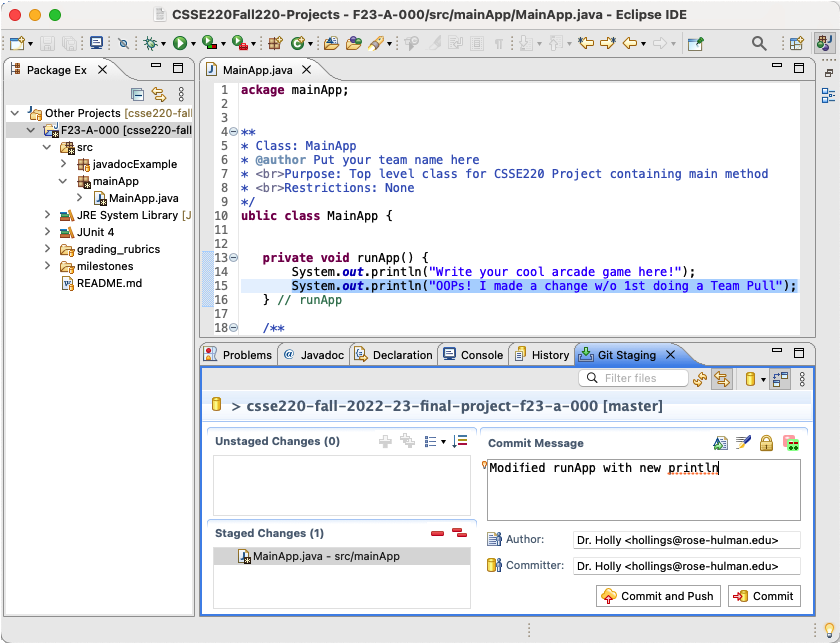 CSSE220Fall220-Projects - F23-A-000/src/mainApp/MainApp.java - Eclipse IDE
Package Ex
Other Projects [csse220-fall
F23-A-000 [csse220-fall
src
javadocExample
mainApp
MainApp.java
JRE System Library [J
JUnit 4
grading_rubrics
milestones
README.md
MainApp.java
1 ackage mainApp;
2
3
4 **
5 * Class: MainApp
6 * @author Put your team name here
7 * <br>Purpose: Top level class for CSSE220 Project containing main method
8 * <br>Restrictions: None
9 */
10 ublic class MainApp {
11
12
13 private void runApp() {
14 System.out.println("Write your cool arcade game here!");
15 System.out.println("OOPs! I made a change w/o 1st doing a Team Pull");
16 } // runApp
17
18 /**
Problems @ Javadoc Declaration Console History Git Staging
Filter files
> csse220-fall-2022-23-final-project-f23-a-000 [master]
Unstaged Changes (0)
Staged Changes (1)
MainApp.java - src/mainApp
Commit Message
Modified runApp with new println
Author: Dr. Holly <hollings@rose-hulman.edu>
Committer: Dr. Holly <hollings@rose-hulman.edu>
Commit and Push Commit